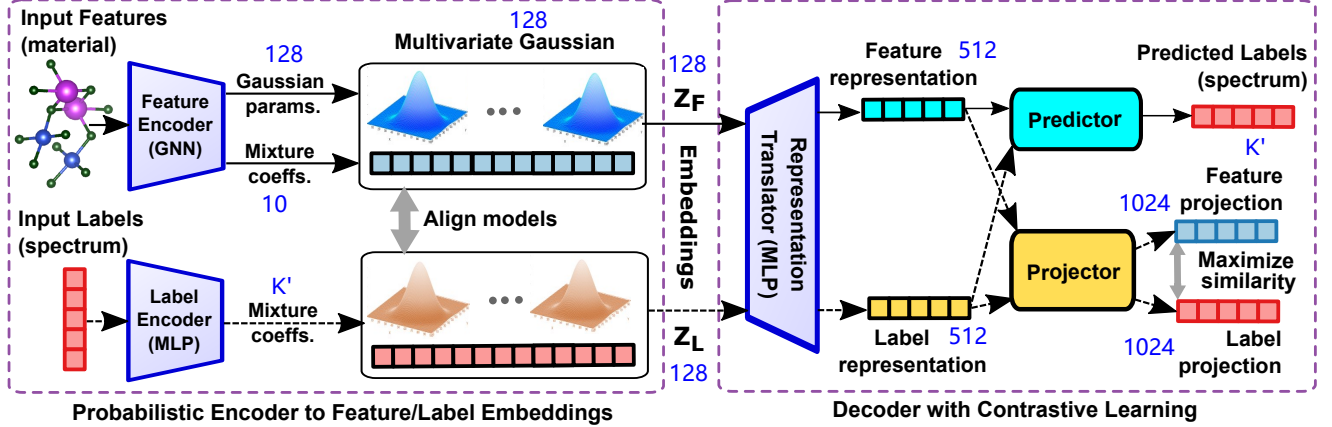 Input Features
(material)
128
Gaussian
params.
Feature
Encoder
(GNN)
Mixture
coeffs.
10
128
Multivariate Gaussian
Align models
Input Labels
(spectrum)
Label
Encoder
(MLP)
K'
Mixture
coeffs.
128
ZF
Embeddings
ZL
128
Probabilistic Encoder to Feature/Label Embeddings
Representation
Translator (MLP)
Feature
representation
512
Label
representation
512
Predictor
Projector
Predicted Labels
(spectrum)
K'
Feature
projection
1024
Maximize
similarity
1024
Label
projection
Decoder with Contrastive Learning